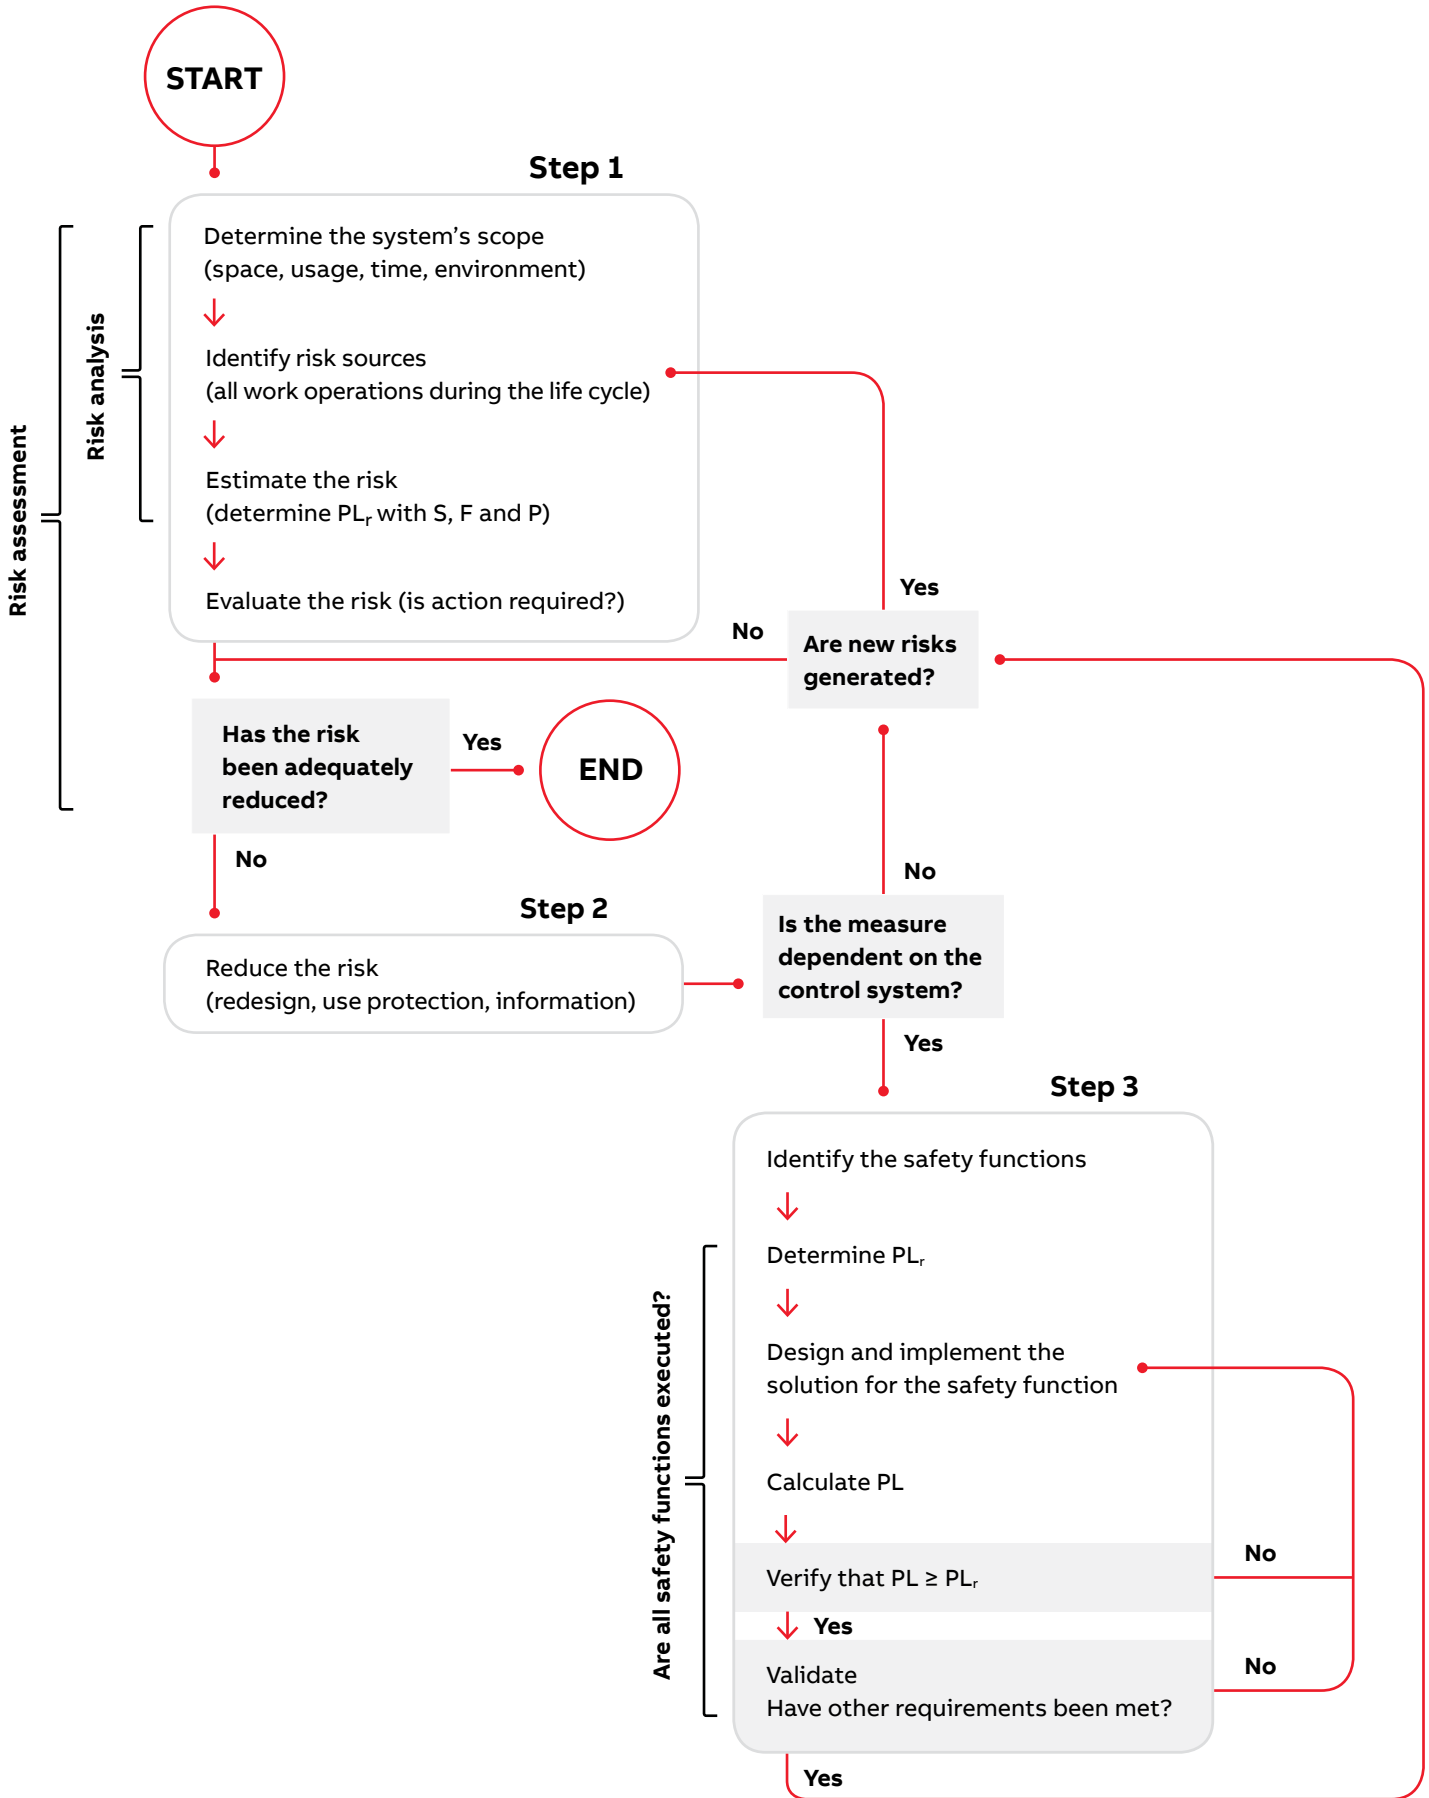 START
Step 1
Determine the system’s scope
(space, usage, time, environment)
Identify risk sources
(all work operations during the life cycle)
Estimate the risk
(determine PLr with S, F and P)
Evaluate the risk (is action required?)
Risk analysis
Risk assessment
Yes
No
Are new risks
generated?
Has the risk
been adequately
reduced?
Yes
END
No
Step 2
Reduce the risk
(redesign, use protection, information)
No
Is the measure
dependent on the
control system?
Yes
Step 3
Identify the safety functions
Determine PLr
Design and implement the
solution for the safety function
Calculate PL
Verify that PL ≥ PLr
No
Yes
Validate
Have other requirements been met?
No
Yes
Are all safety functions executed?